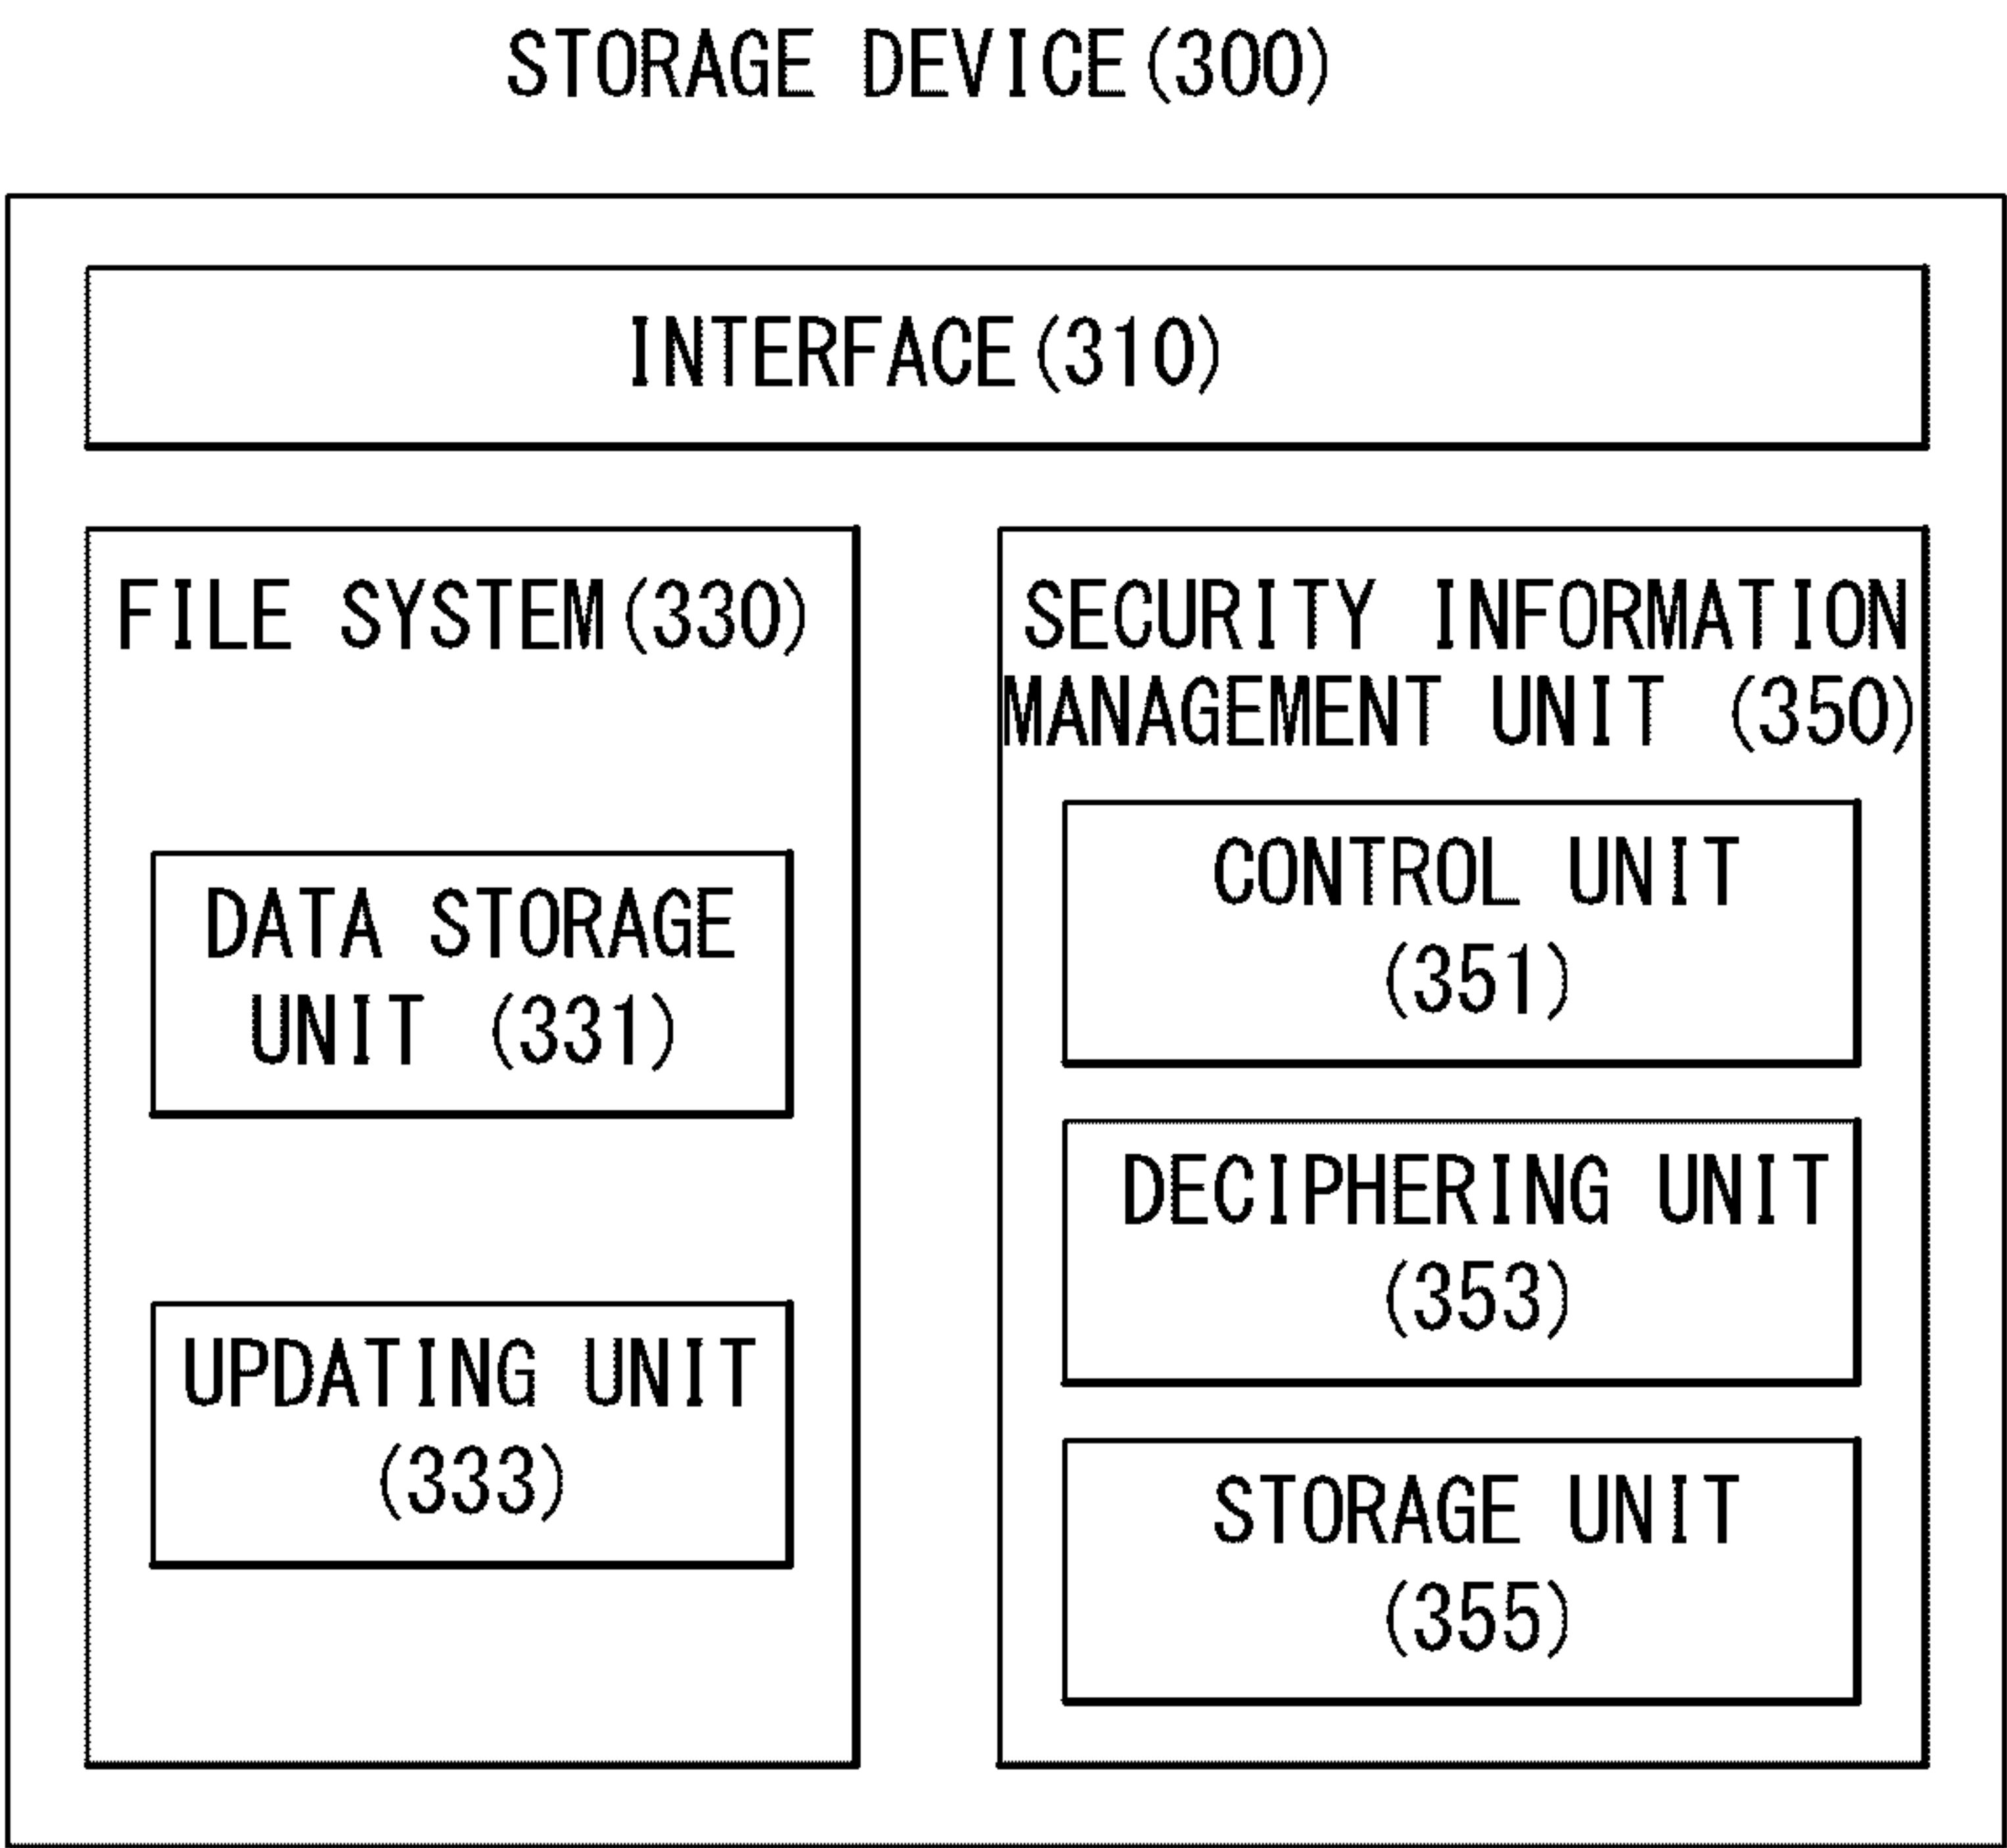 STORAGE DEVICE(300)
INTERFACE(310)
FILE SYSTEM(330)
DATA STORAGE
UNIT (331)
UPDATING UNIT
(333)
SECURITY INFORMATION
MANAGEMENT UNIT (350)
CONTROL UNIT
(351)
DECIPHERING UNIT
(353)
STORAGE UNIT
(355)